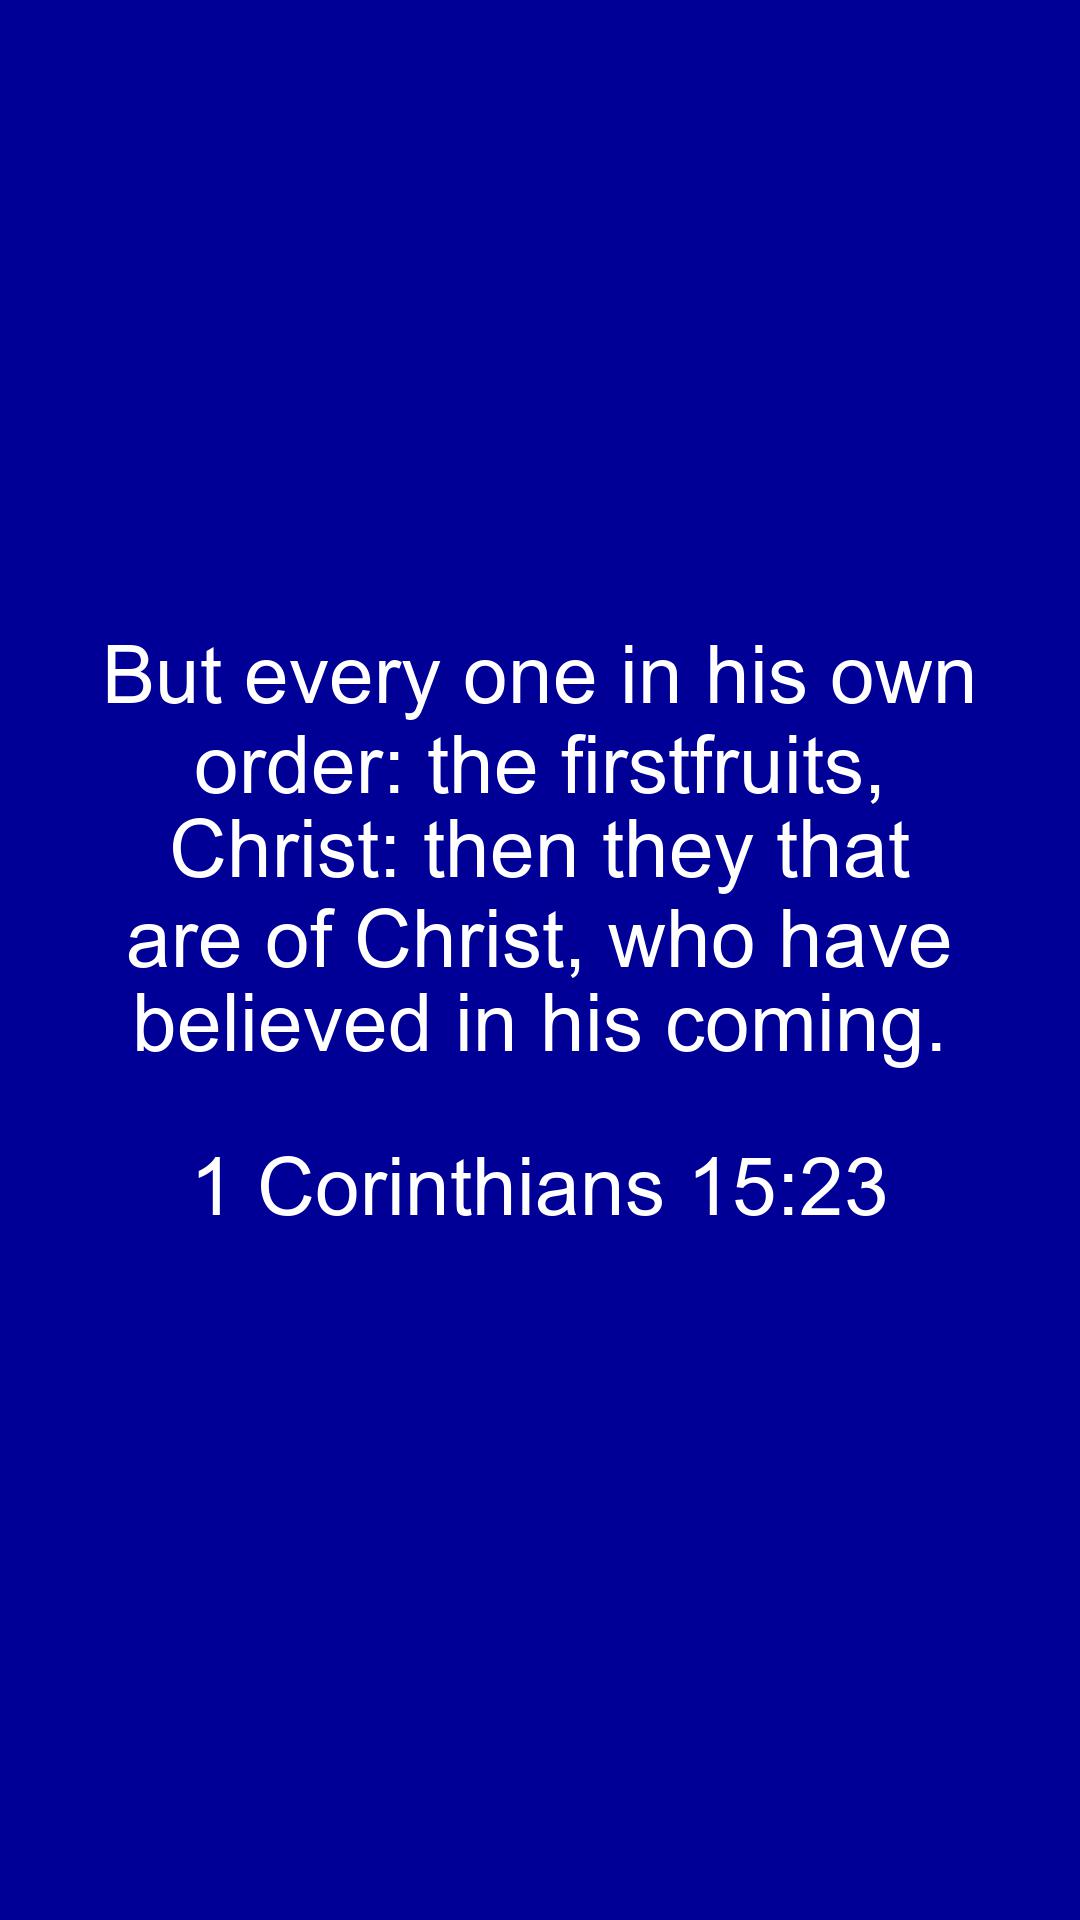 But every one in his own
order: the firstfruits,
Christ: then they that
are of Christ, who have
believed in his coming.
1 Corinthians 15:23